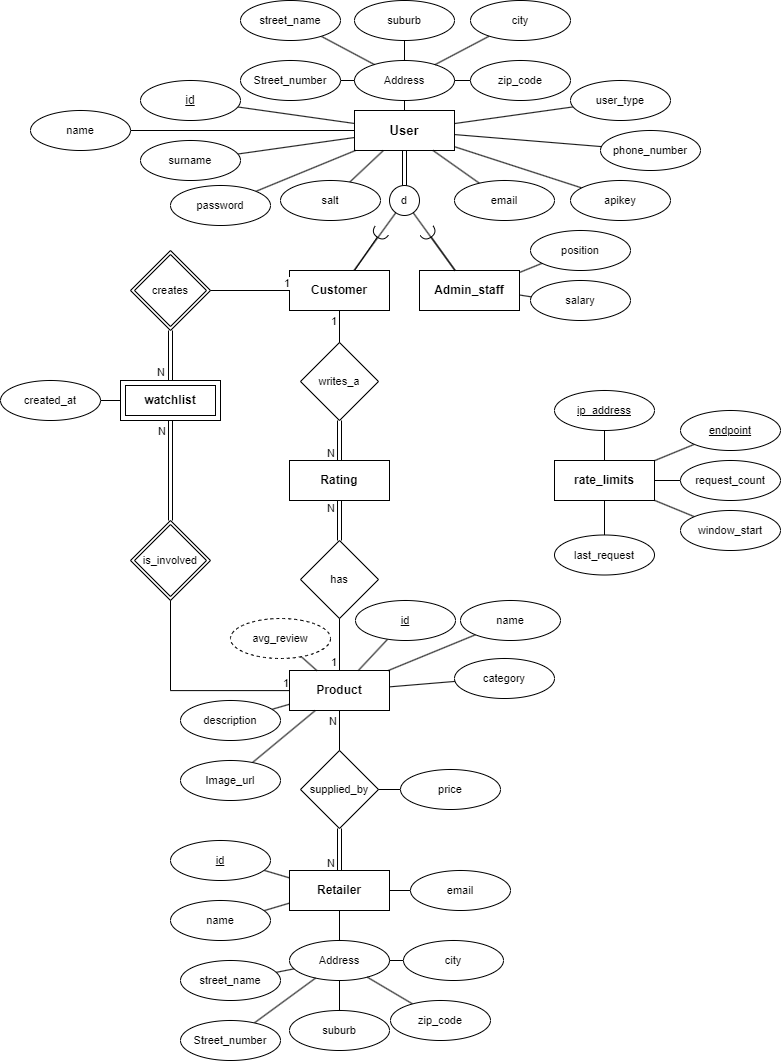 street_name
suburb
city
Street_number
Address
zip_code
id
user_type
name
User
phone_number
surname
password
salt
d
email
apikey
position
creates
1
Customer
Admin_staff
salary
1
N
writes_a
created_at
watchlist
ip_address
N
endpoint
N
Rating
rate_limits
request_count
N
window_start
is_involved
last_request
has
avg_review
id
name
1
1
Product
category
description
N
Image_url
supplied_by
price
id
N
Retailer
email
name
Address
city
street_name
zip_code
suburb
Street_number